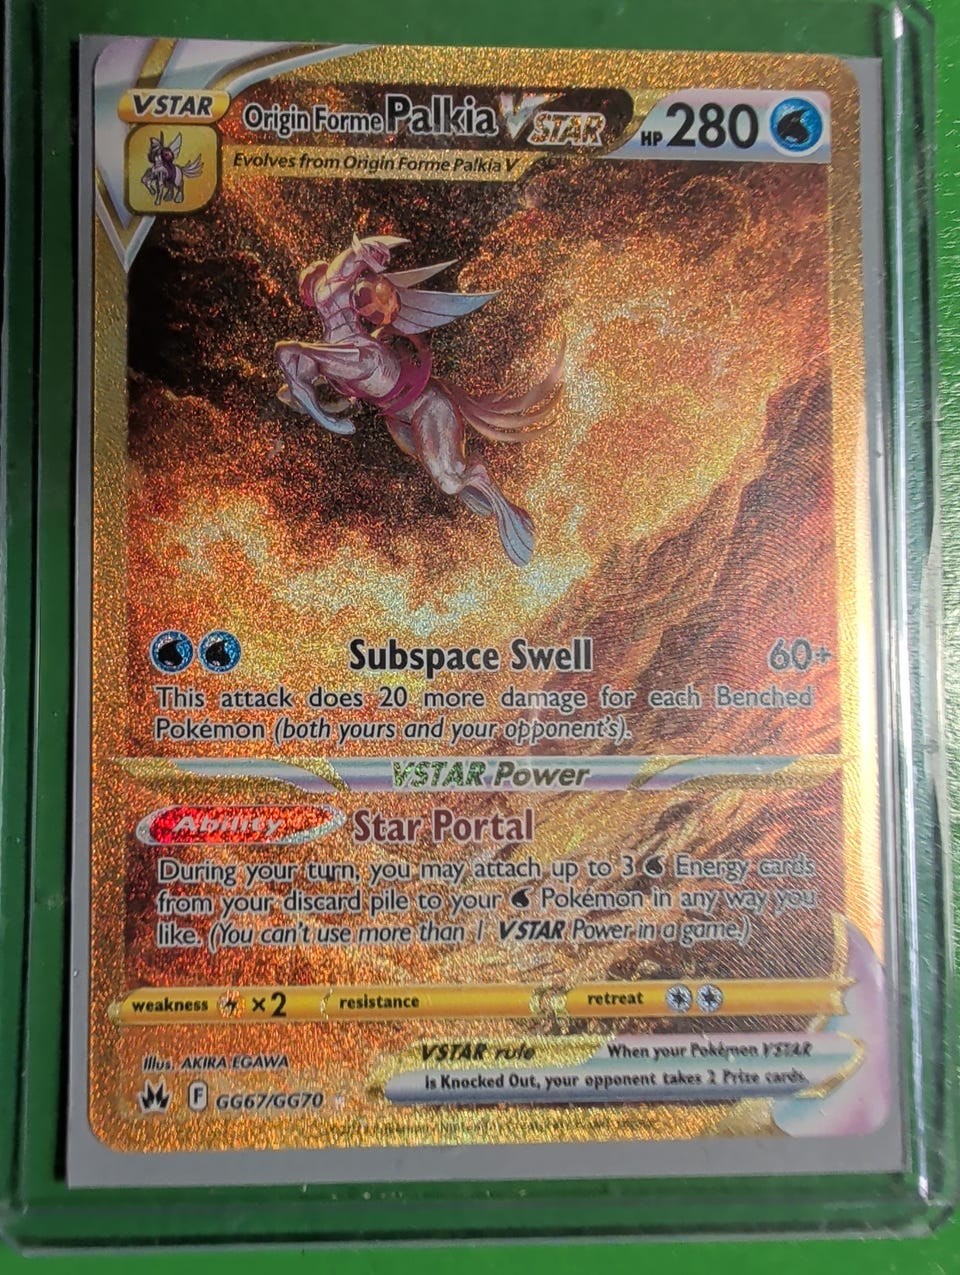 VSTAR
Origin Forme Palkia VSTAR HP 280
Evolves from Origin Forme Palkia V
Subspace Swell 60+
This attack does 20 more damage for each Benched
Pokémon (both yours and your opponent's).
VSTAR Power
Ability Star Portal
During your turn, you may attach up to 3 Energy cards
from your discard pile to your Pokémon in any way you
like. (You can't use more than 1 VSTAR Power in a game.)
weakness ×2 resistance retreat
Illus. AKIRA EGAWA
VSTAR rule When your Pokémon VSTAR
is Knocked Out, your opponent takes 2 Prize cards.
F GG67/GG70